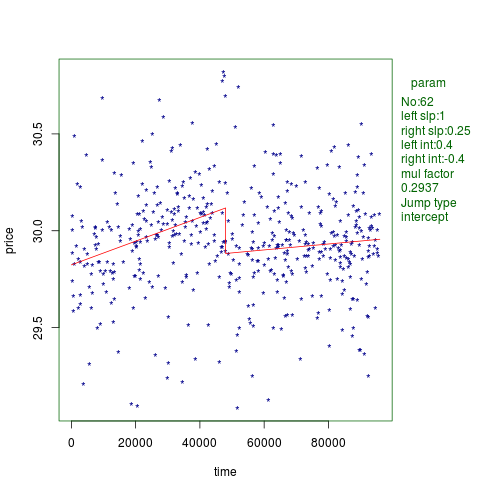 param
No:62
left slp:1
right slp:0.25
left int:0.4
right int:-0.4
mul factor
0.2937
Jump type
intercept
30.5
30.0
29.5
price
0
20000
40000
60000
80000
time